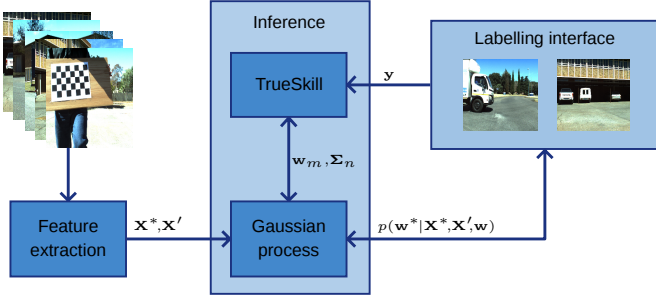 Inference
Labelling interface
TrueSkill
y
w_m, Σ_n
Feature
extraction
X*,X′
Gaussian
process
p(w*|X*,X′,w)